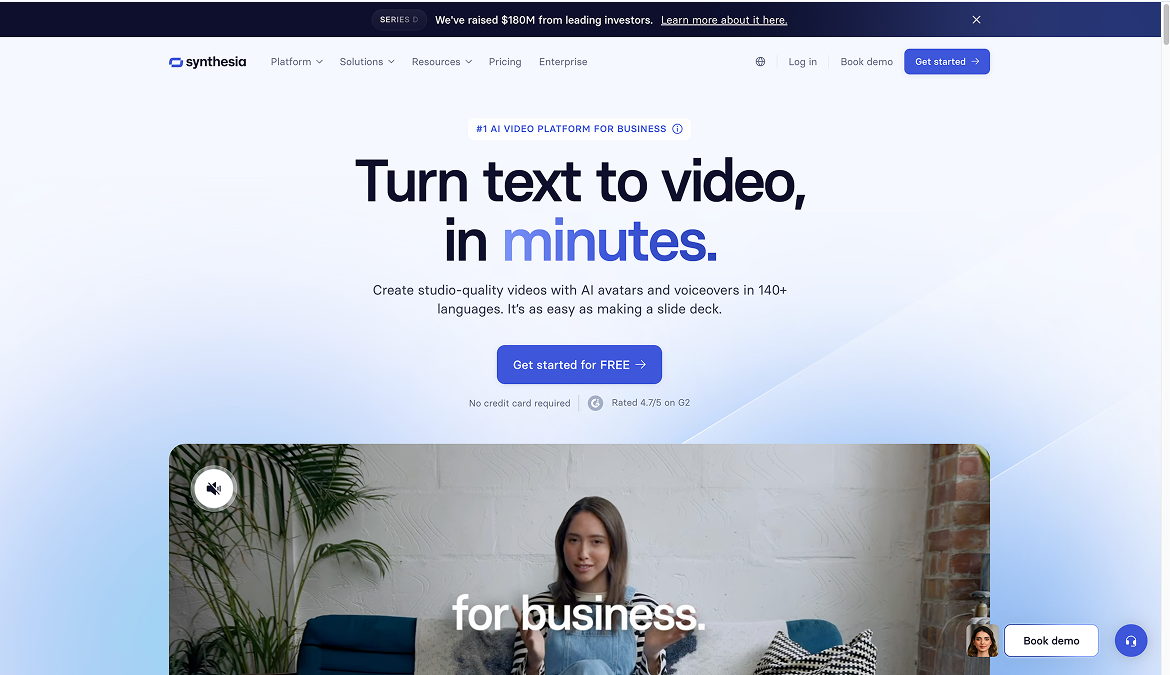 SERIES D We've raised $180M from leading investors. Learn more about it here.
synthesia Platform Solutions Resources Pricing Enterprise Log in Book demo Get started
#1 AI VIDEO PLATFORM FOR BUSINESS
Turn text to video,
in minutes.
Create studio-quality videos with AI avatars and voiceovers in 140+
languages. It's as easy as making a slide deck.
Get started for FREE
No credit card required Rated 4.7/5 on G2
for business.
Book demo